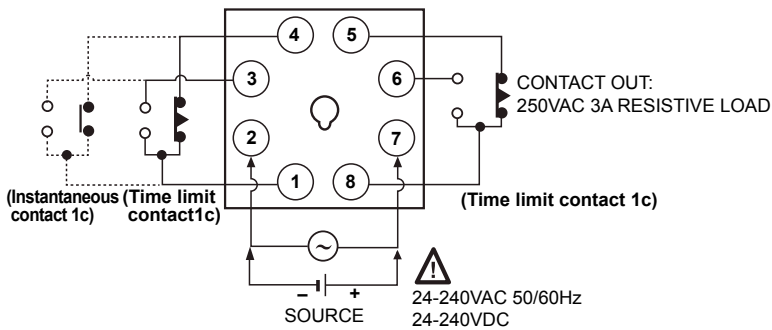 4 5
3 6
2 7
1 8
CONTACT OUT:
250VAC 3A RESISTIVE LOAD
(Instantaneous
contact 1c)
(Time limit
contact1c)
(Time limit contact 1c)
~
– +
SOURCE
!
24-240VAC 50/60Hz
24-240VDC